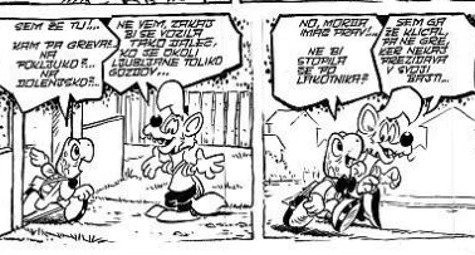 SEM ŽE TU!...
KAM PA GREVA?
NA
POKLJUKO?...
NA
DOLENJSKO?...
NE VEM, ZAKAJ
BI SE VOZILA
TAKO DALEČ,
KO JE OKOLI
LJUBLJANE TOLIKO
GOZDOV...
NO, MORDA
IMAŠ PRAV!...
NE BI
STOPILA
ŠE PO
LAKOTNIKA?
SEM GA
ŽE KLICAL,
PA NE GRE,
KER NEKAJ
PREZIDAVA
V SVOJI
BAJTI...